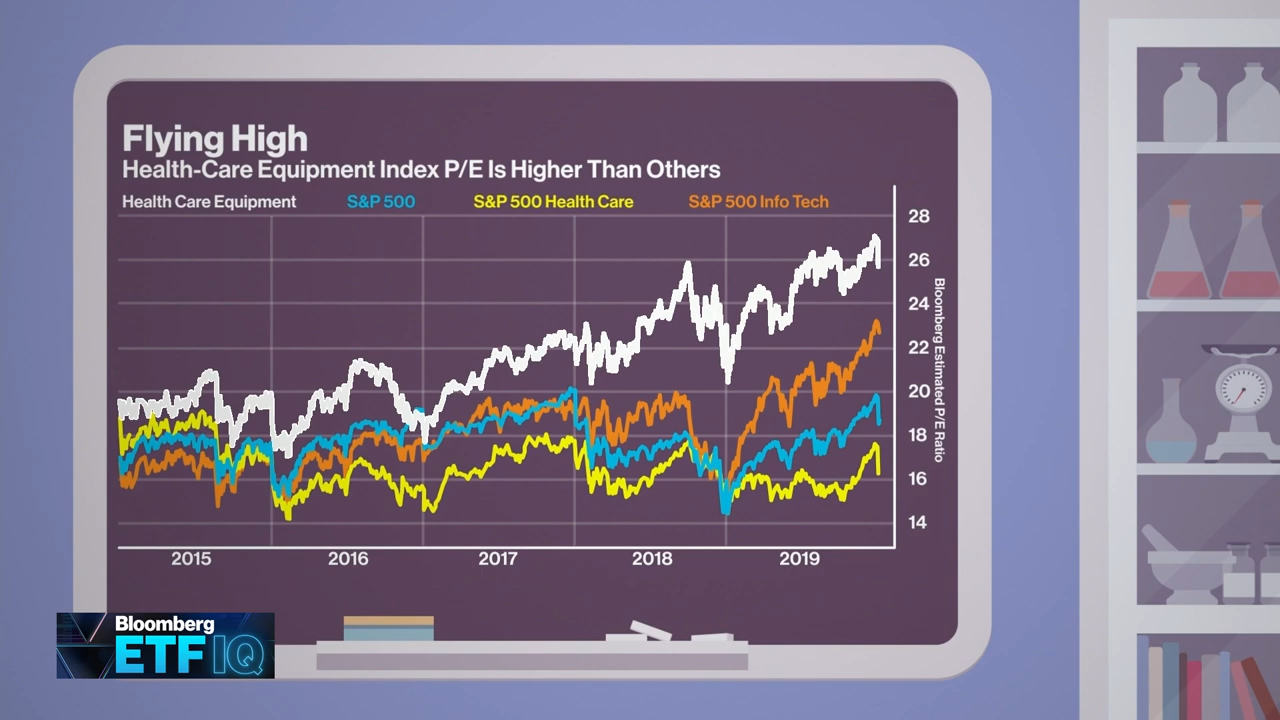 Flying High
Health-Care Equipment Index P/E Is Higher Than Others
Health Care Equipment S&P 500 S&P 500 Health Care S&P 500 Info Tech
28
26
24
22
20
18
16
14
Bloomberg Estimated P/E Ratio
2015 2016 2017 2018 2019
Bloomberg
ETF IQ